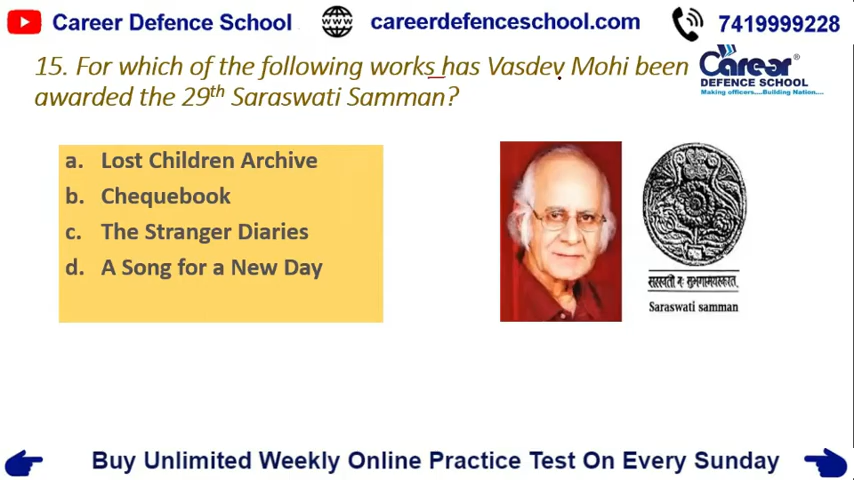 Career Defence School careerdefenceschool.com 7419999228
15. For which of the following works has Vasdev Mohi been
awarded the 29th Saraswati Samman?
Career®
DEFENCE SCHOOL
Making officers....Building Nation....
a. Lost Children Archive
b. Chequebook
c. The Stranger Diaries
d. A Song for a New Day
Saraswati samman
Buy Unlimited Weekly Online Practice Test On Every Sunday